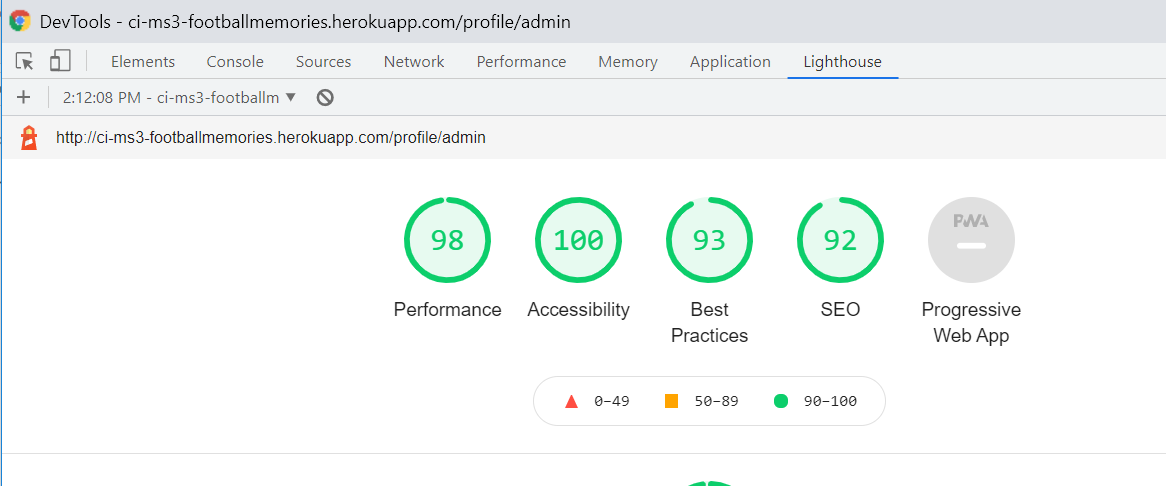 DevTools - ci-ms3-footballmemories.herokuapp.com/profile/admin
Elements Console Sources Network Performance Memory Application Lighthouse
2:12:08 PM - ci-ms3-footballm
http://ci-ms3-footballmemories.herokuapp.com/profile/admin
98 100 93 92 PWA
Performance Accessibility Best Practices SEO Progressive Web App
0–49 50–89 90–100